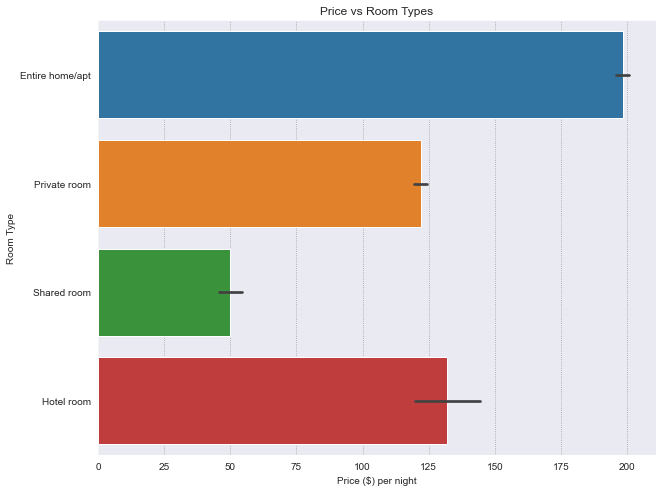 Price vs Room Types
Entire home/apt
Private room
Shared room
Hotel room
Room Type
0 25 50 75 100 125 150 175 200
Price ($) per night